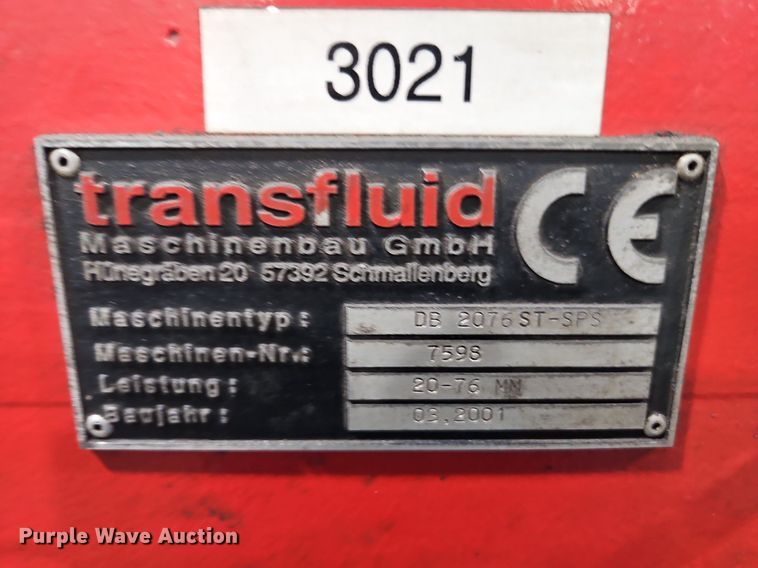 3021
transfluid
Maschinenbau GmbH
Hünegräben 20 57392 Schmallenberg
CE
Maschinentyp: DB 2076 ST-SPS
Maschinen-Nr.: 7598
Leistung: 20-76 MM
Baujahr: 03.2001
Purple Wave Auction